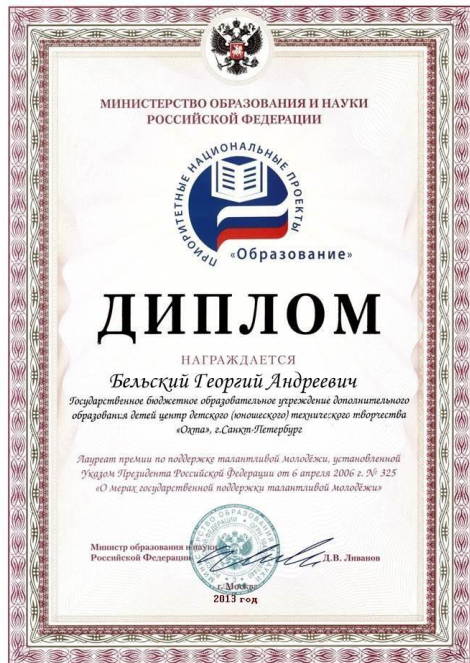 МИНИСТЕРСТВО ОБРАЗОВАНИЯ И НАУКИ
РОССИЙСКОЙ ФЕДЕРАЦИИ
ПРИОРИТЕТНЫЕ НАЦИОНАЛЬНЫЕ ПРОЕКТЫ
«Образование»
ДИПЛОМ
НАГРАЖДАЕТСЯ
Бельский Георгий Андреевич
Государственное бюджетное образовательное учреждение дополнительного
образования детей центр детского (юношеского) технического творчества
«Охта», г.Санкт-Петербург
Лауреат премии по поддержке талантливой молодёжи, установленной
Указом Президента Российской Федерации от 6 апреля 2006 г. № 325
«О мерах государственной поддержки талантливой молодёжи»
Министр образования и науки
Российской Федерации
Д.В. Ливанов
г. Москва
2013 год